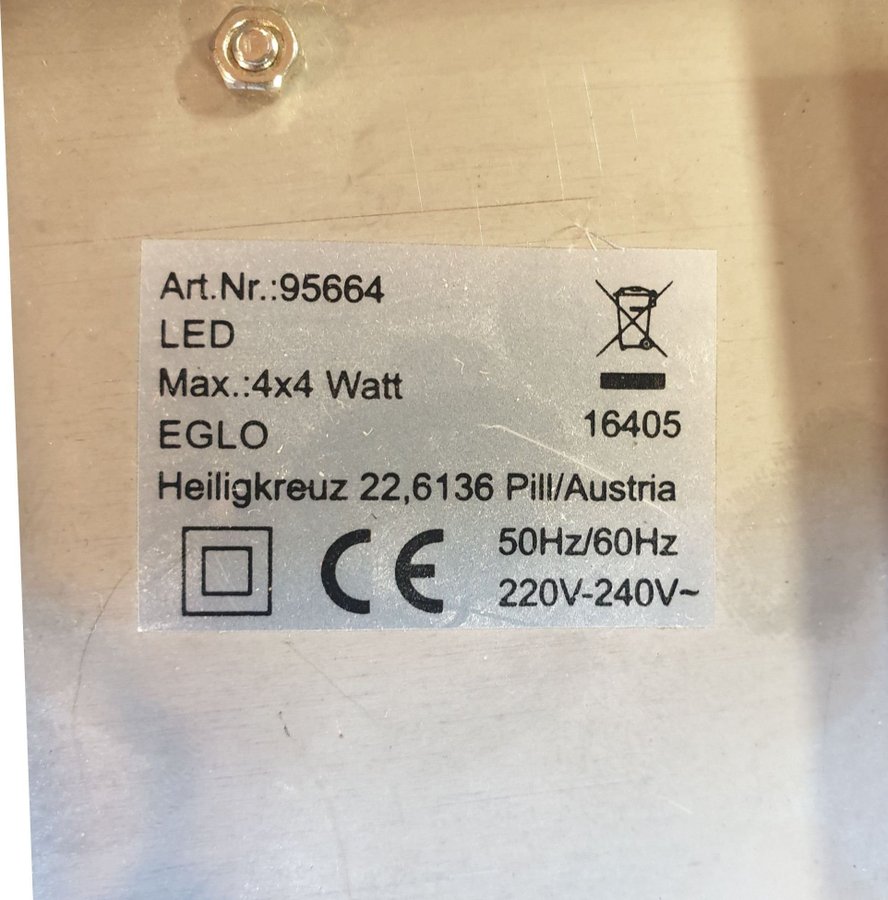 Art.Nr.:95664
LED
Max.:4x4 Watt
EGLO
16405
Heiligkreuz 22,6136 Pill/Austria
CE
50Hz/60Hz
220V-240V~